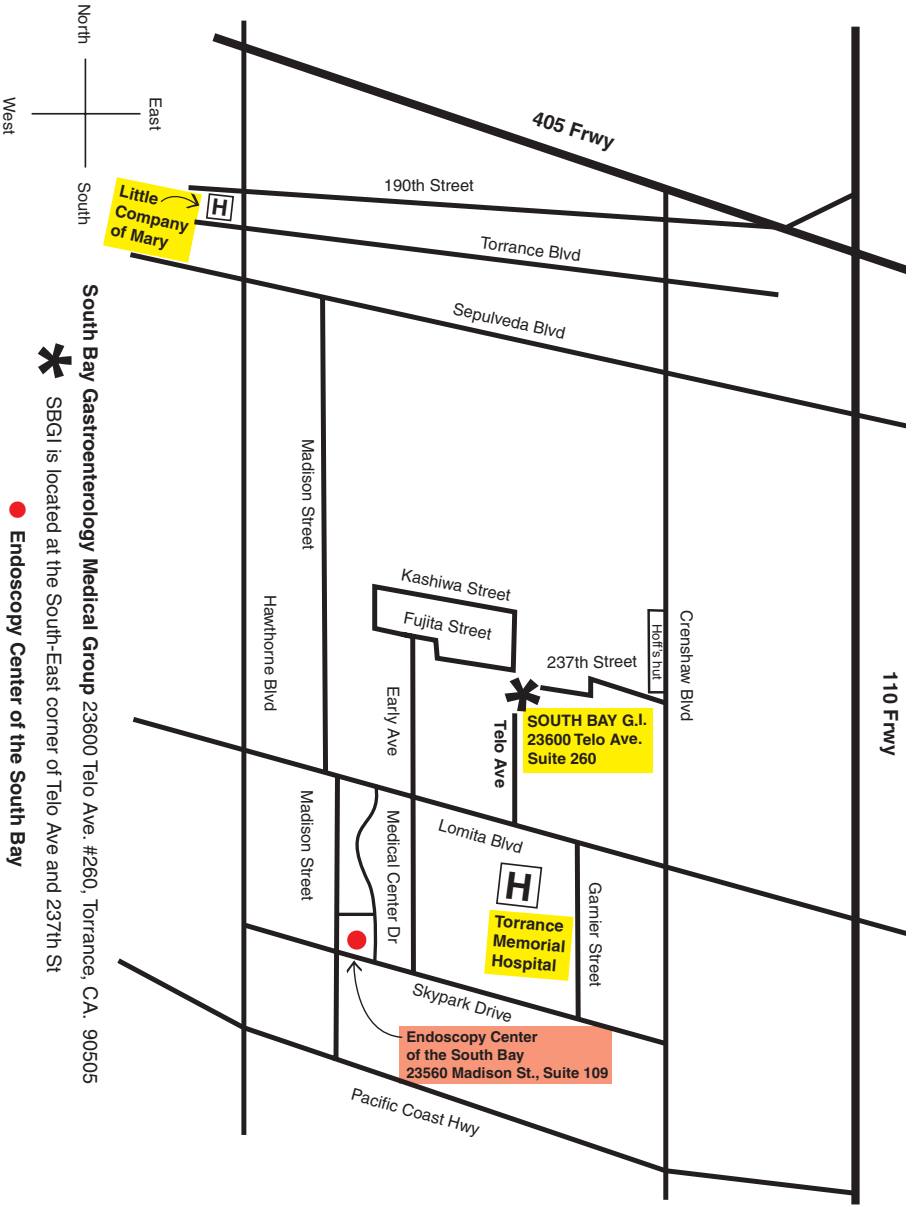 North
East
West
South
405 Frwy
190th Street
Little
Company
of Mary
H
Torrance Blvd
Sepulveda Blvd
110 Frwy
Crenshaw Blvd
Hoff's hut
Madison Street
Hawthorne Blvd
Kashiwa Street
Fujita Street
237th Street
Early Ave
Telo Ave
SOUTH BAY G.I.
23600 Telo Ave.
Suite 260
Lomita Blvd
Madison Street
Medical Center Dr
H
Torrance
Memorial
Hospital
Garnier Street
Skypark Drive
Endoscopy Center
of the South Bay
23560 Madison St., Suite 109
Pacific Coast Hwy
South Bay Gastroenterology Medical Group 23600 Telo Ave. #260, Torrance, CA. 90505
* SBGI is located at the South-East corner of Telo Ave and 237th St
Endoscopy Center of the South Bay